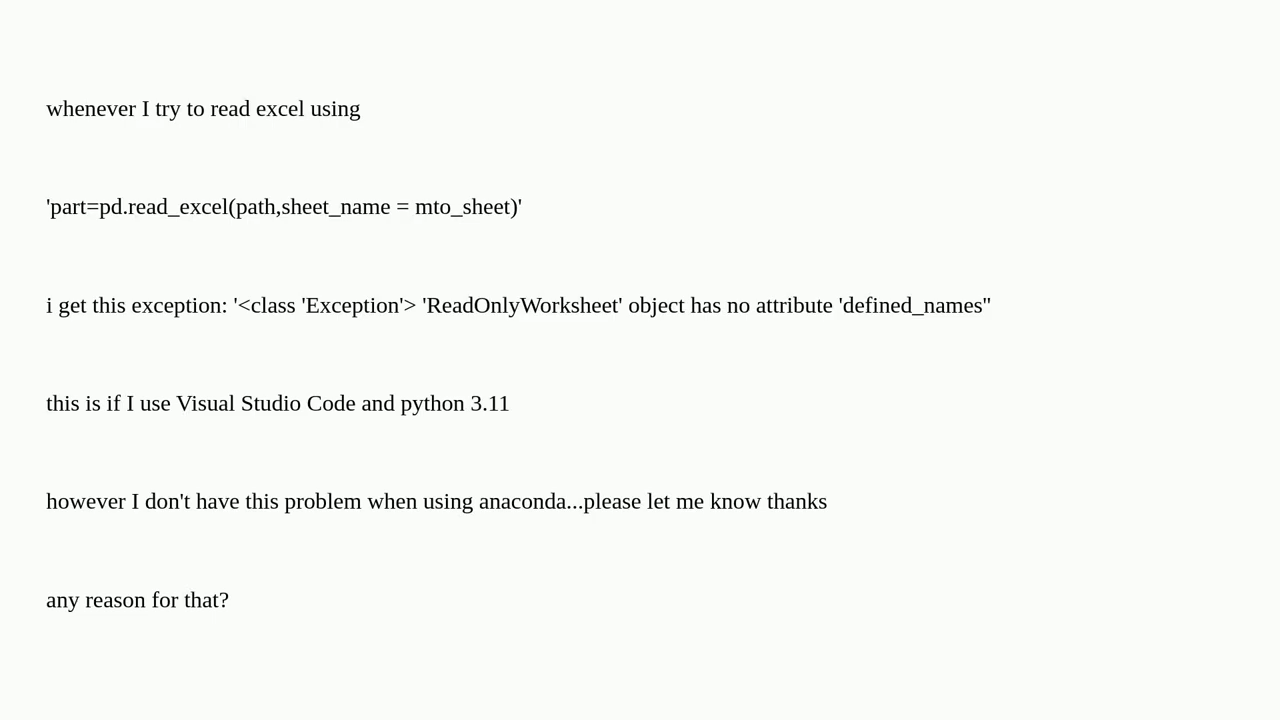 whenever I try to read excel using
'part=pd.read_excel(path,sheet_name = mto_sheet)'
i get this exception: '<class 'Exception'> 'ReadOnlyWorksheet' object has no attribute 'defined_names"
this is if I use Visual Studio Code and python 3.11
however I don't have this problem when using anaconda...please let me know thanks
any reason for that?